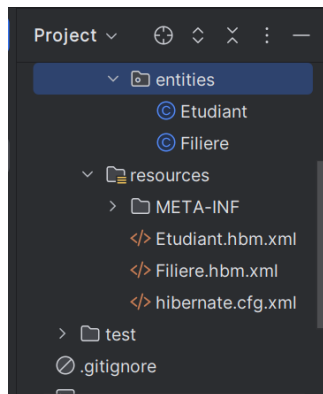 Project
entities
Etudiant
Filiere
resources
META-INF
</> Etudiant.hbm.xml
</> Filiere.hbm.xml
</> hibernate.cfg.xml
test
.gitignore